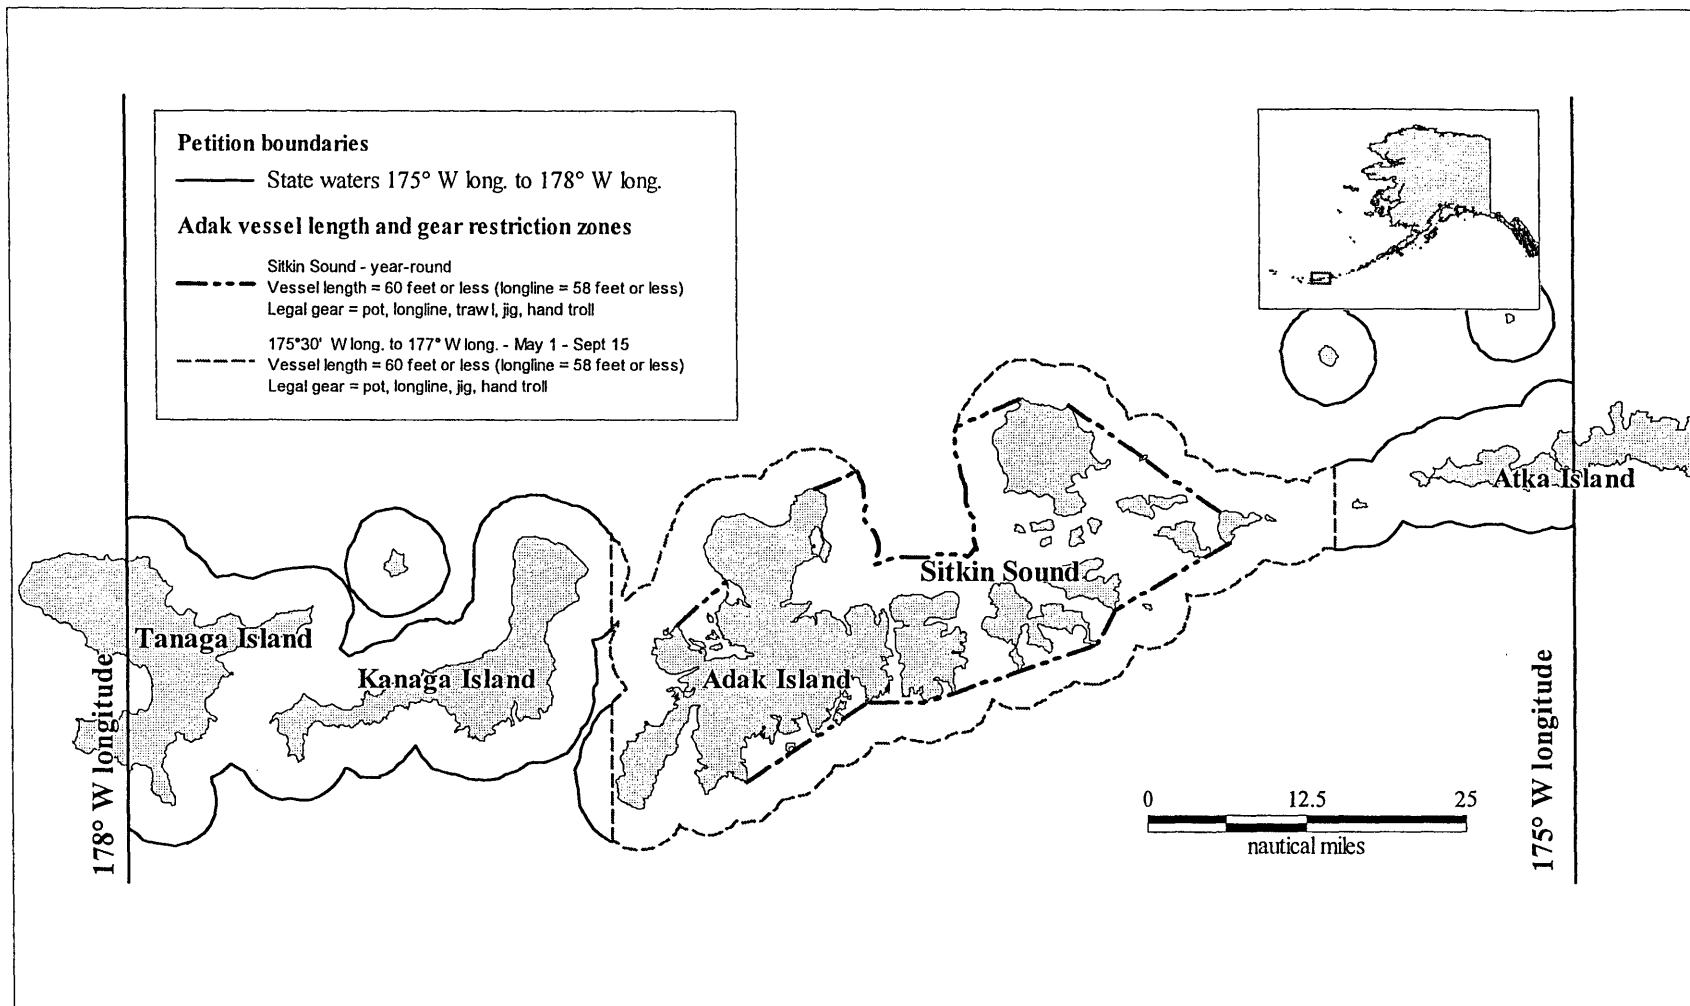 Petition boundaries
State waters 175° W long. to 178° W long.
Adak vessel length and gear restriction zones
Sitkin Sound - year-round
Vessel length = 60 feet or less (longline = 58 feet or less)
Legal gear = pot, longline, trawl, jig, hand troll
175°30' W long. to 177° W long. - May 1 - Sept 15
Vessel length = 60 feet or less (longline = 58 feet or less)
Legal gear = pot, longline, jig, hand troll
Atka Island
Sitkin Sound
Tanaga Island
Kanaga Island
Adak Island
178° W longitude
175° W longitude
0 12.5 25
nautical miles